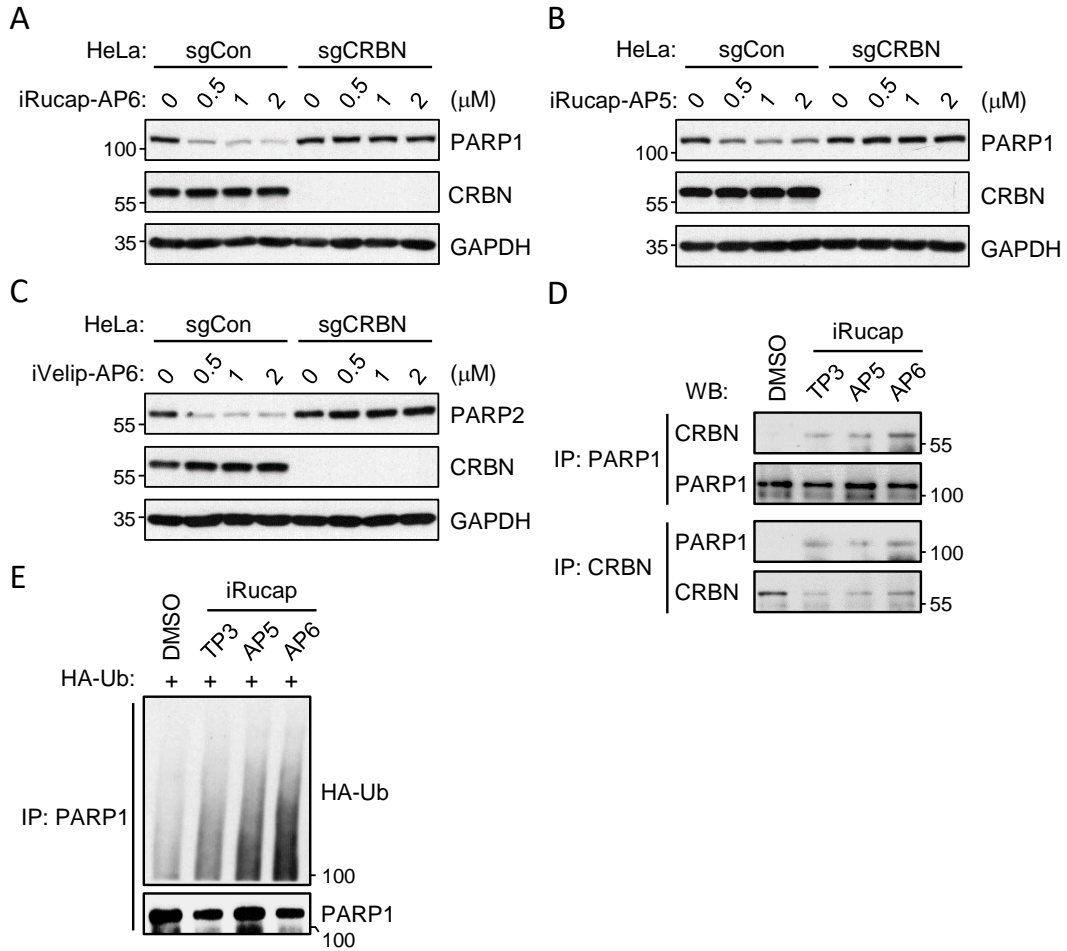 A
HeLa: sgCon sgCRBN
iRucap-AP6: 0 0.5 1 2 0 0.5 1 2 (μM)
100 PARP1
55 CRBN
35 GAPDH
B
HeLa: sgCon sgCRBN
iRucap-AP5: 0 0.5 1 2 0 0.5 1 2 (μM)
100 PARP1
55 CRBN
35 GAPDH
C
HeLa: sgCon sgCRBN
iVelip-AP6: 0 0.5 1 2 0 0.5 1 2 (μM)
55 PARP2
55 CRBN
35 GAPDH
D
iRucap
WB: DMSO TP3 AP5 AP6
IP: PARP1
CRBN 55
PARP1 100
IP: CRBN
PARP1 100
CRBN 55
E
iRucap
DMSO TP3 AP5 AP6
HA-Ub: + + + +
IP: PARP1
HA-Ub
100
PARP1
100